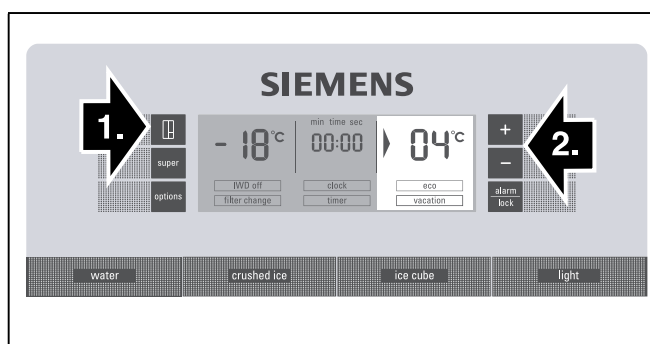 SIEMENS
1.
super
options
- 18°C
IWD off
filter change
min time sec
00:00
clock
timer
04°C
eco
vacation
+
−
alarm
lock
2.
water
crushed ice
ice cube
light